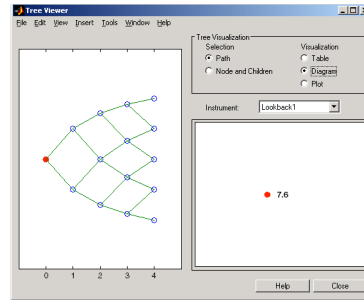 Tree Viewer
File Edit View Insert Tools Window Help
Tree Visualization
Selection
Visualization
Path
Table
Node and Children
Diagram
Plot
Instrument:
Lookback1
7.6
0 1 2 3 4
Help
Close